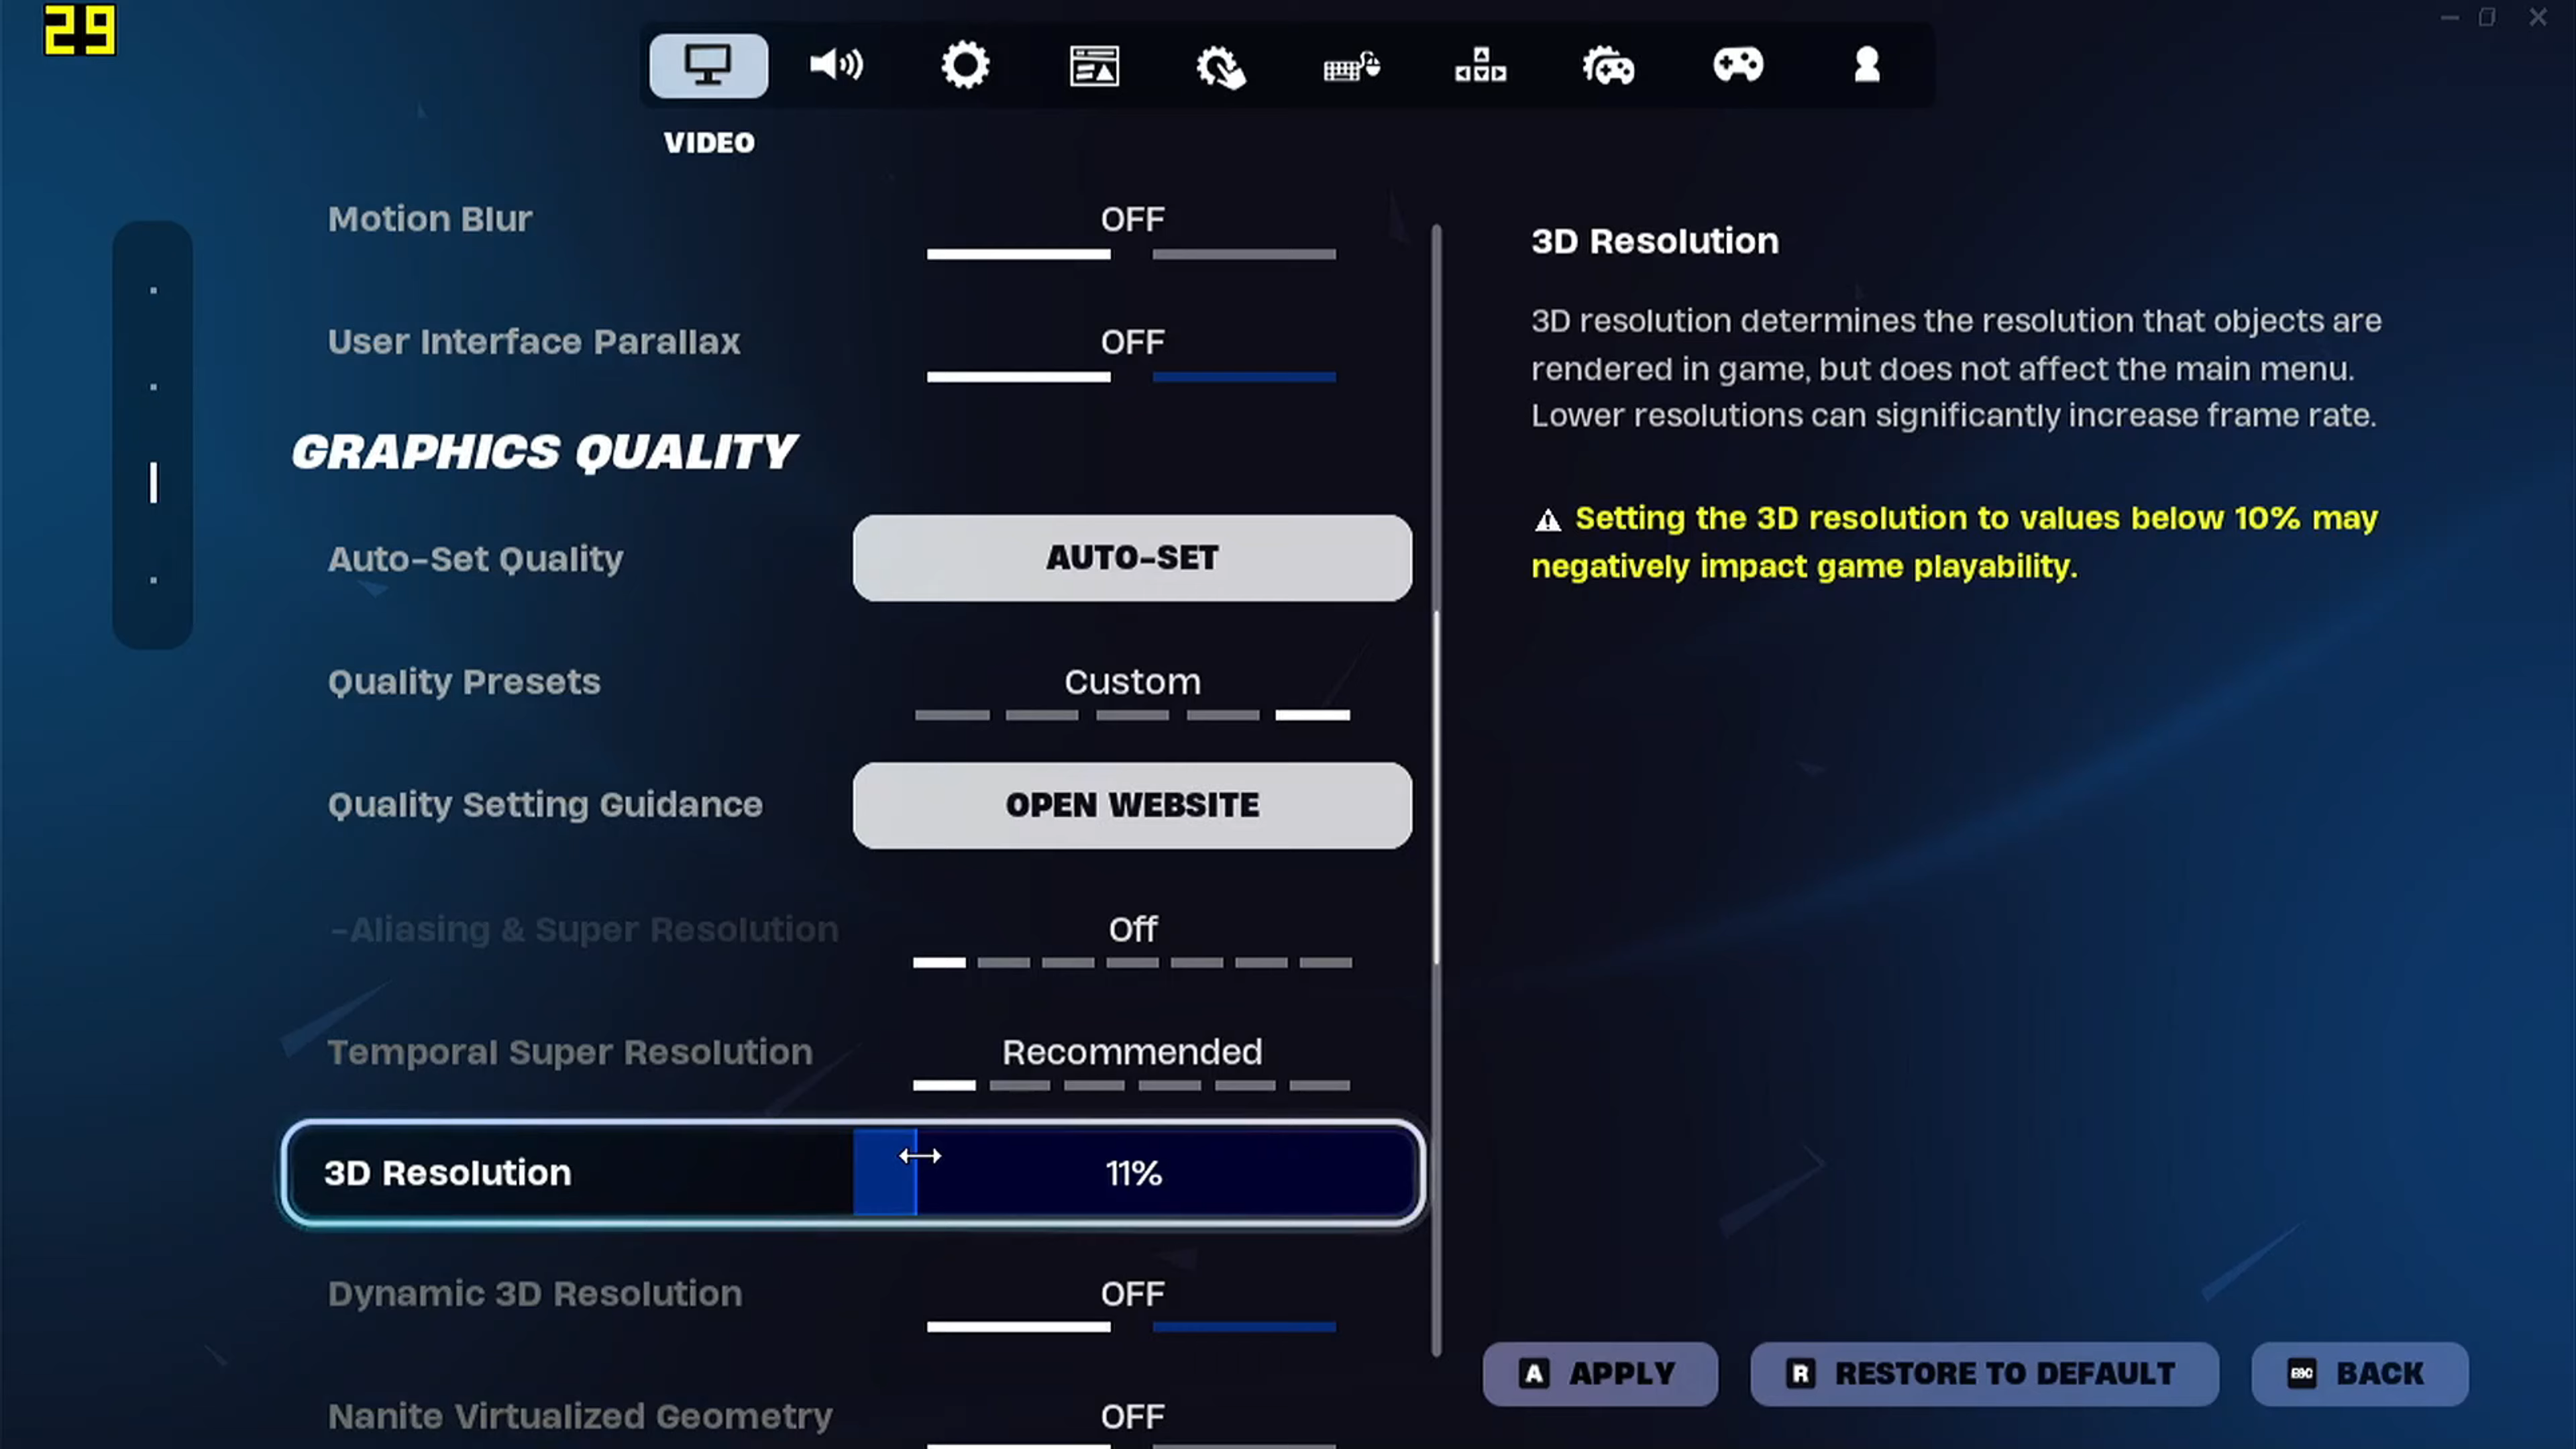 29
VIDEO
Motion Blur
OFF
User Interface Parallax
OFF
GRAPHICS QUALITY
Auto-Set Quality
AUTO-SET
Quality Presets
Custom
Quality Setting Guidance
OPEN WEBSITE
-Aliasing & Super Resolution
Off
Temporal Super Resolution
Recommended
3D Resolution
11%
Dynamic 3D Resolution
OFF
Nanite Virtualized Geometry
OFF
3D Resolution
3D resolution determines the resolution that objects are
rendered in game, but does not affect the main menu.
Lower resolutions can significantly increase frame rate.
Setting the 3D resolution to values below 10% may
negatively impact game playability.
A APPLY
R RESTORE TO DEFAULT
ESC BACK